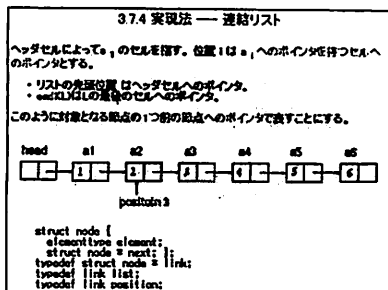 3.7.4 実現法 ── 連結リスト
ヘッダセルによってa1のセルを指す。位置iはaiへのポインタを持つセルへ
のポインタとする。
・リストの先頭位置はヘッダセルへのポインタ。
・end(L)はLの最後のセルへのポインタ。
このように対象となる節点の1つ前の節点へのポインタで表すことにする。
head a1 a2 a3 a4 a5 a6
1 2 3 4 5 6
positoin 3
struct node {
elementtype element;
struct node * next; };
typedef struct node * link;
typedef link list;
typedef link position;